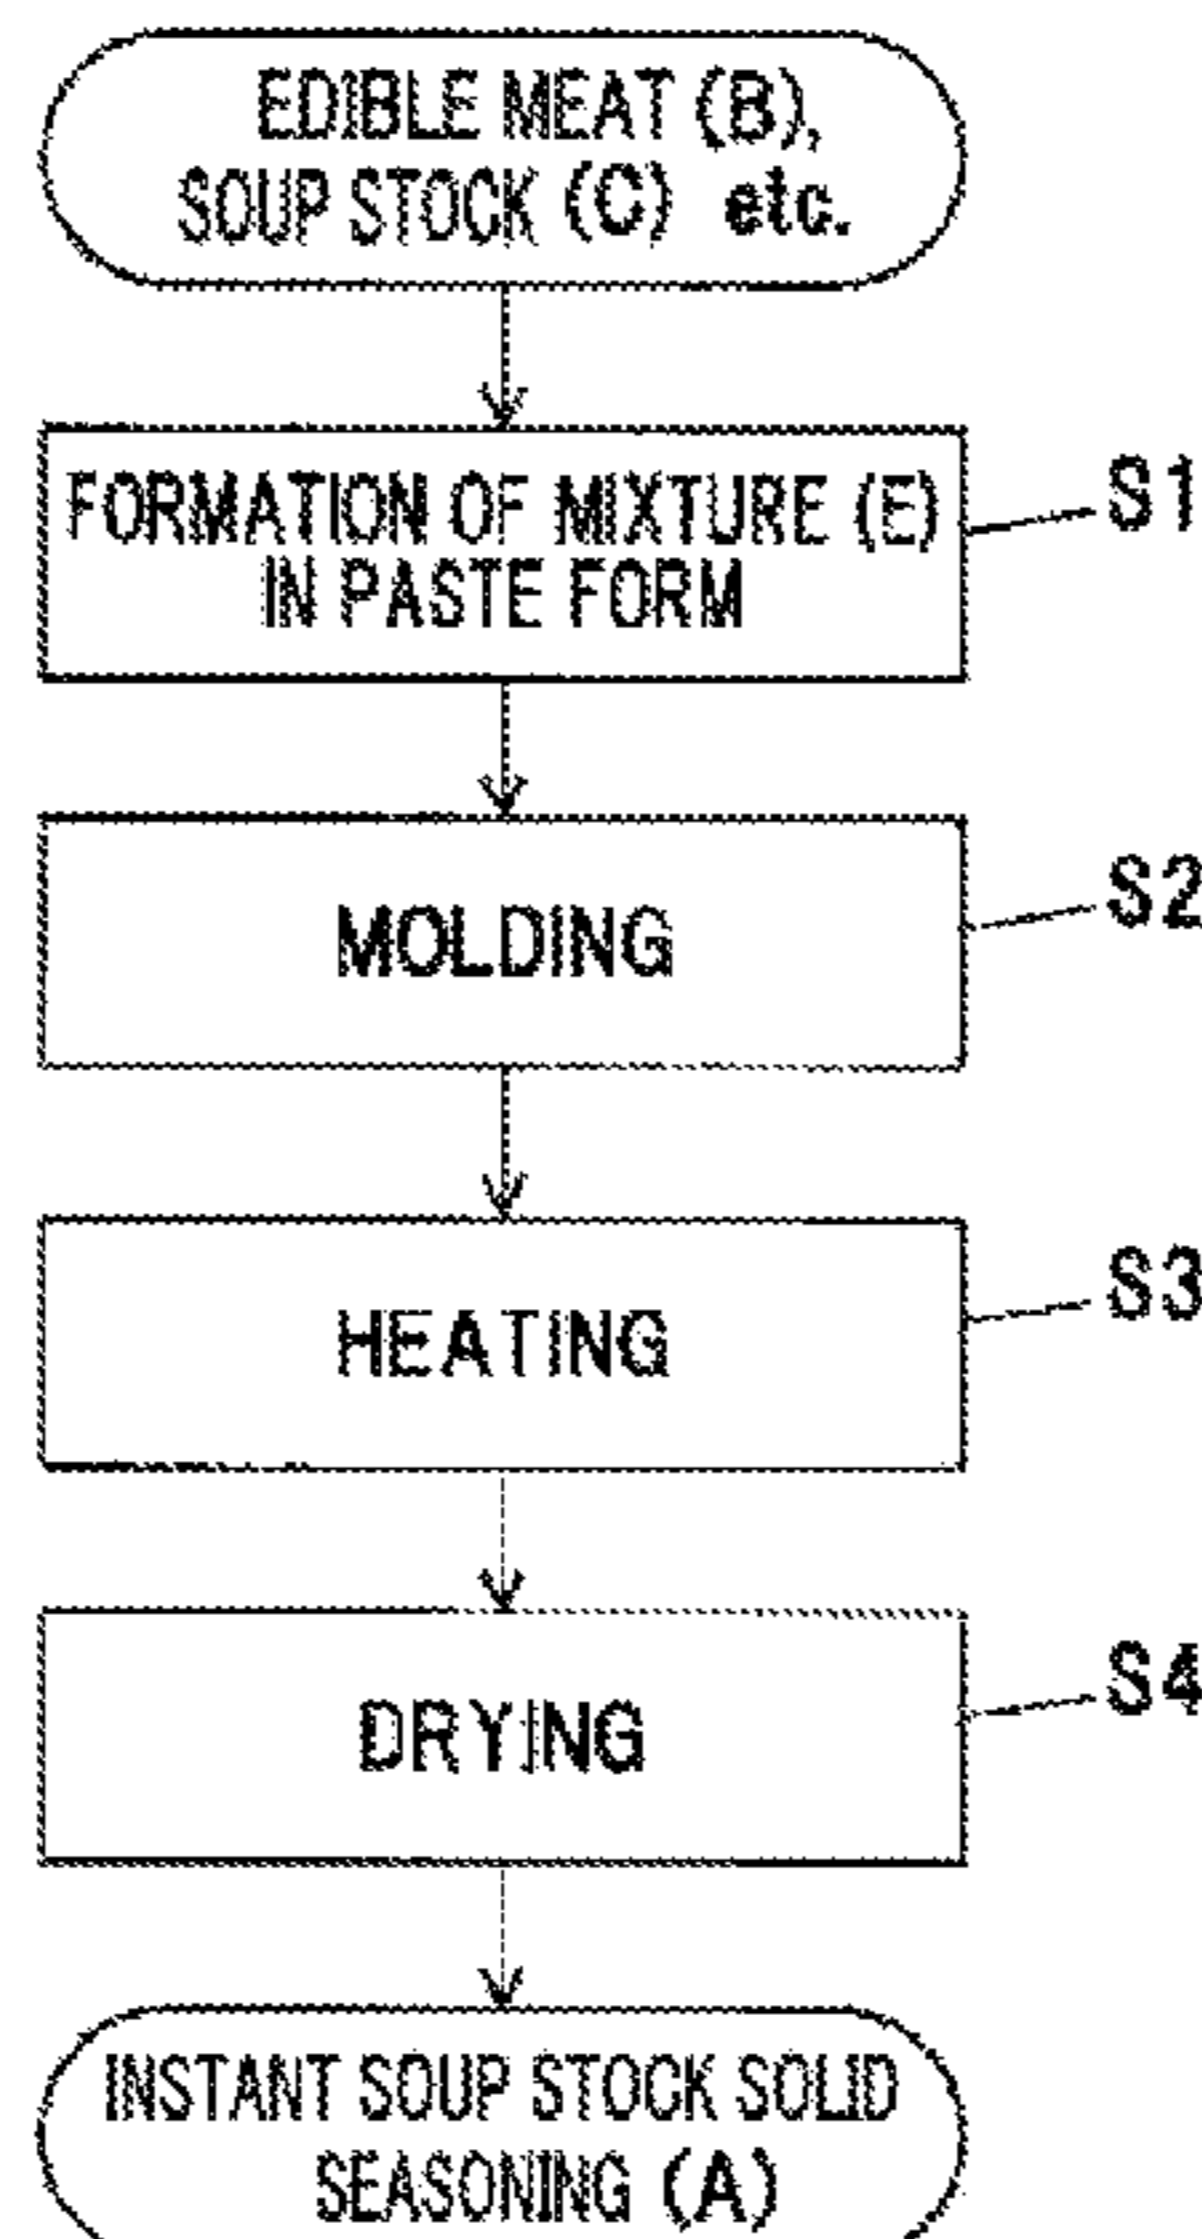 EDIBLE MEAT (B),
SOUP STOCK (C) etc.
FORMATION OF MIXTURE (E)
IN PASTE FORM
S1
MOLDING
S2
HEATING
S3
DRYING
S4
INSTANT SOUP STOCK SOLID
SEASONING (A)